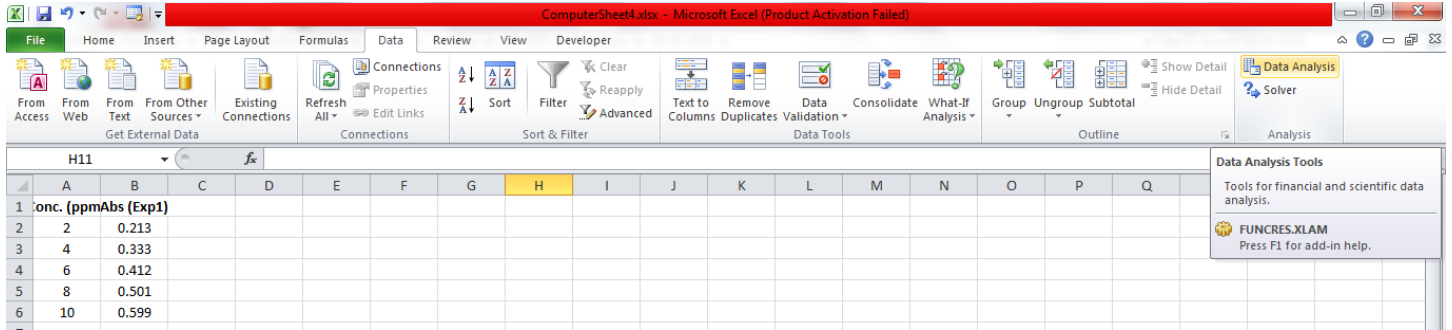 ComputerSheet4.xlsx - Microsoft Excel (Product Activation Failed)
File Home Insert Page Layout Formulas Data Review View Developer
From Access
From Web
From Text
From Other Sources
Existing Connections
Get External Data
Refresh All
Connections
Properties
Edit Links
Connections
A Z
Z A
A Z
Z A
Sort
Filter
Clear
Reapply
Advanced
Sort & Filter
Text to Columns
Remove Duplicates
Data Validation
Consolidate
What-If Analysis
Data Tools
Group
Ungroup
Subtotal
Show Detail
Hide Detail
Outline
Data Analysis
Solver
Analysis
H11 fx
A B C D E F G H I J K L M N O P Q
1 Conc. (ppm Abs (Exp1)
2 2 0.213
3 4 0.333
4 6 0.412
5 8 0.501
6 10 0.599
Data Analysis Tools
Tools for financial and scientific data
analysis.
FUNCRES.XLAM
Press F1 for add-in help.